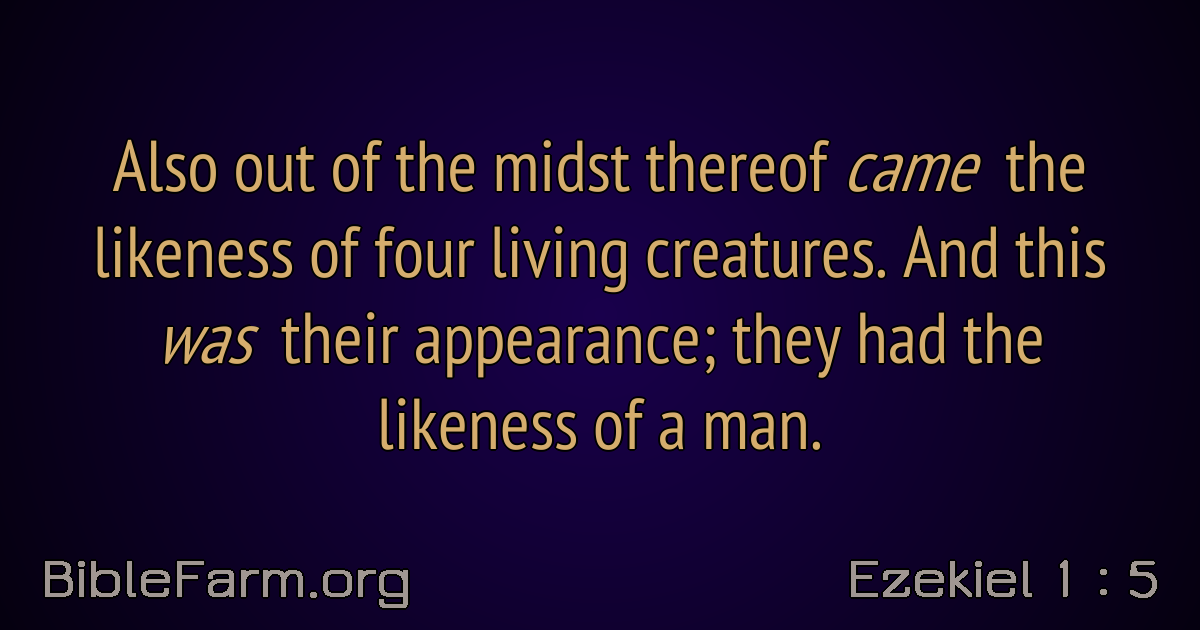 Also out of the midst thereof came the
likeness of four living creatures. And this
was their appearance; they had the
likeness of a man.
BibleFarm.org
Ezekiel 1 : 5